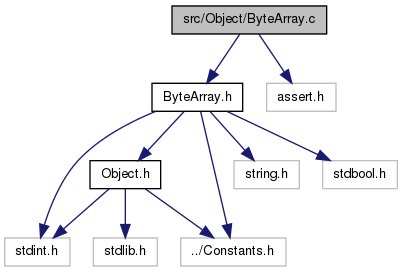 src/Object/ByteArray.c
ByteArray.h
assert.h
Object.h
string.h
stdbool.h
stdint.h
stdlib.h
../Constants.h